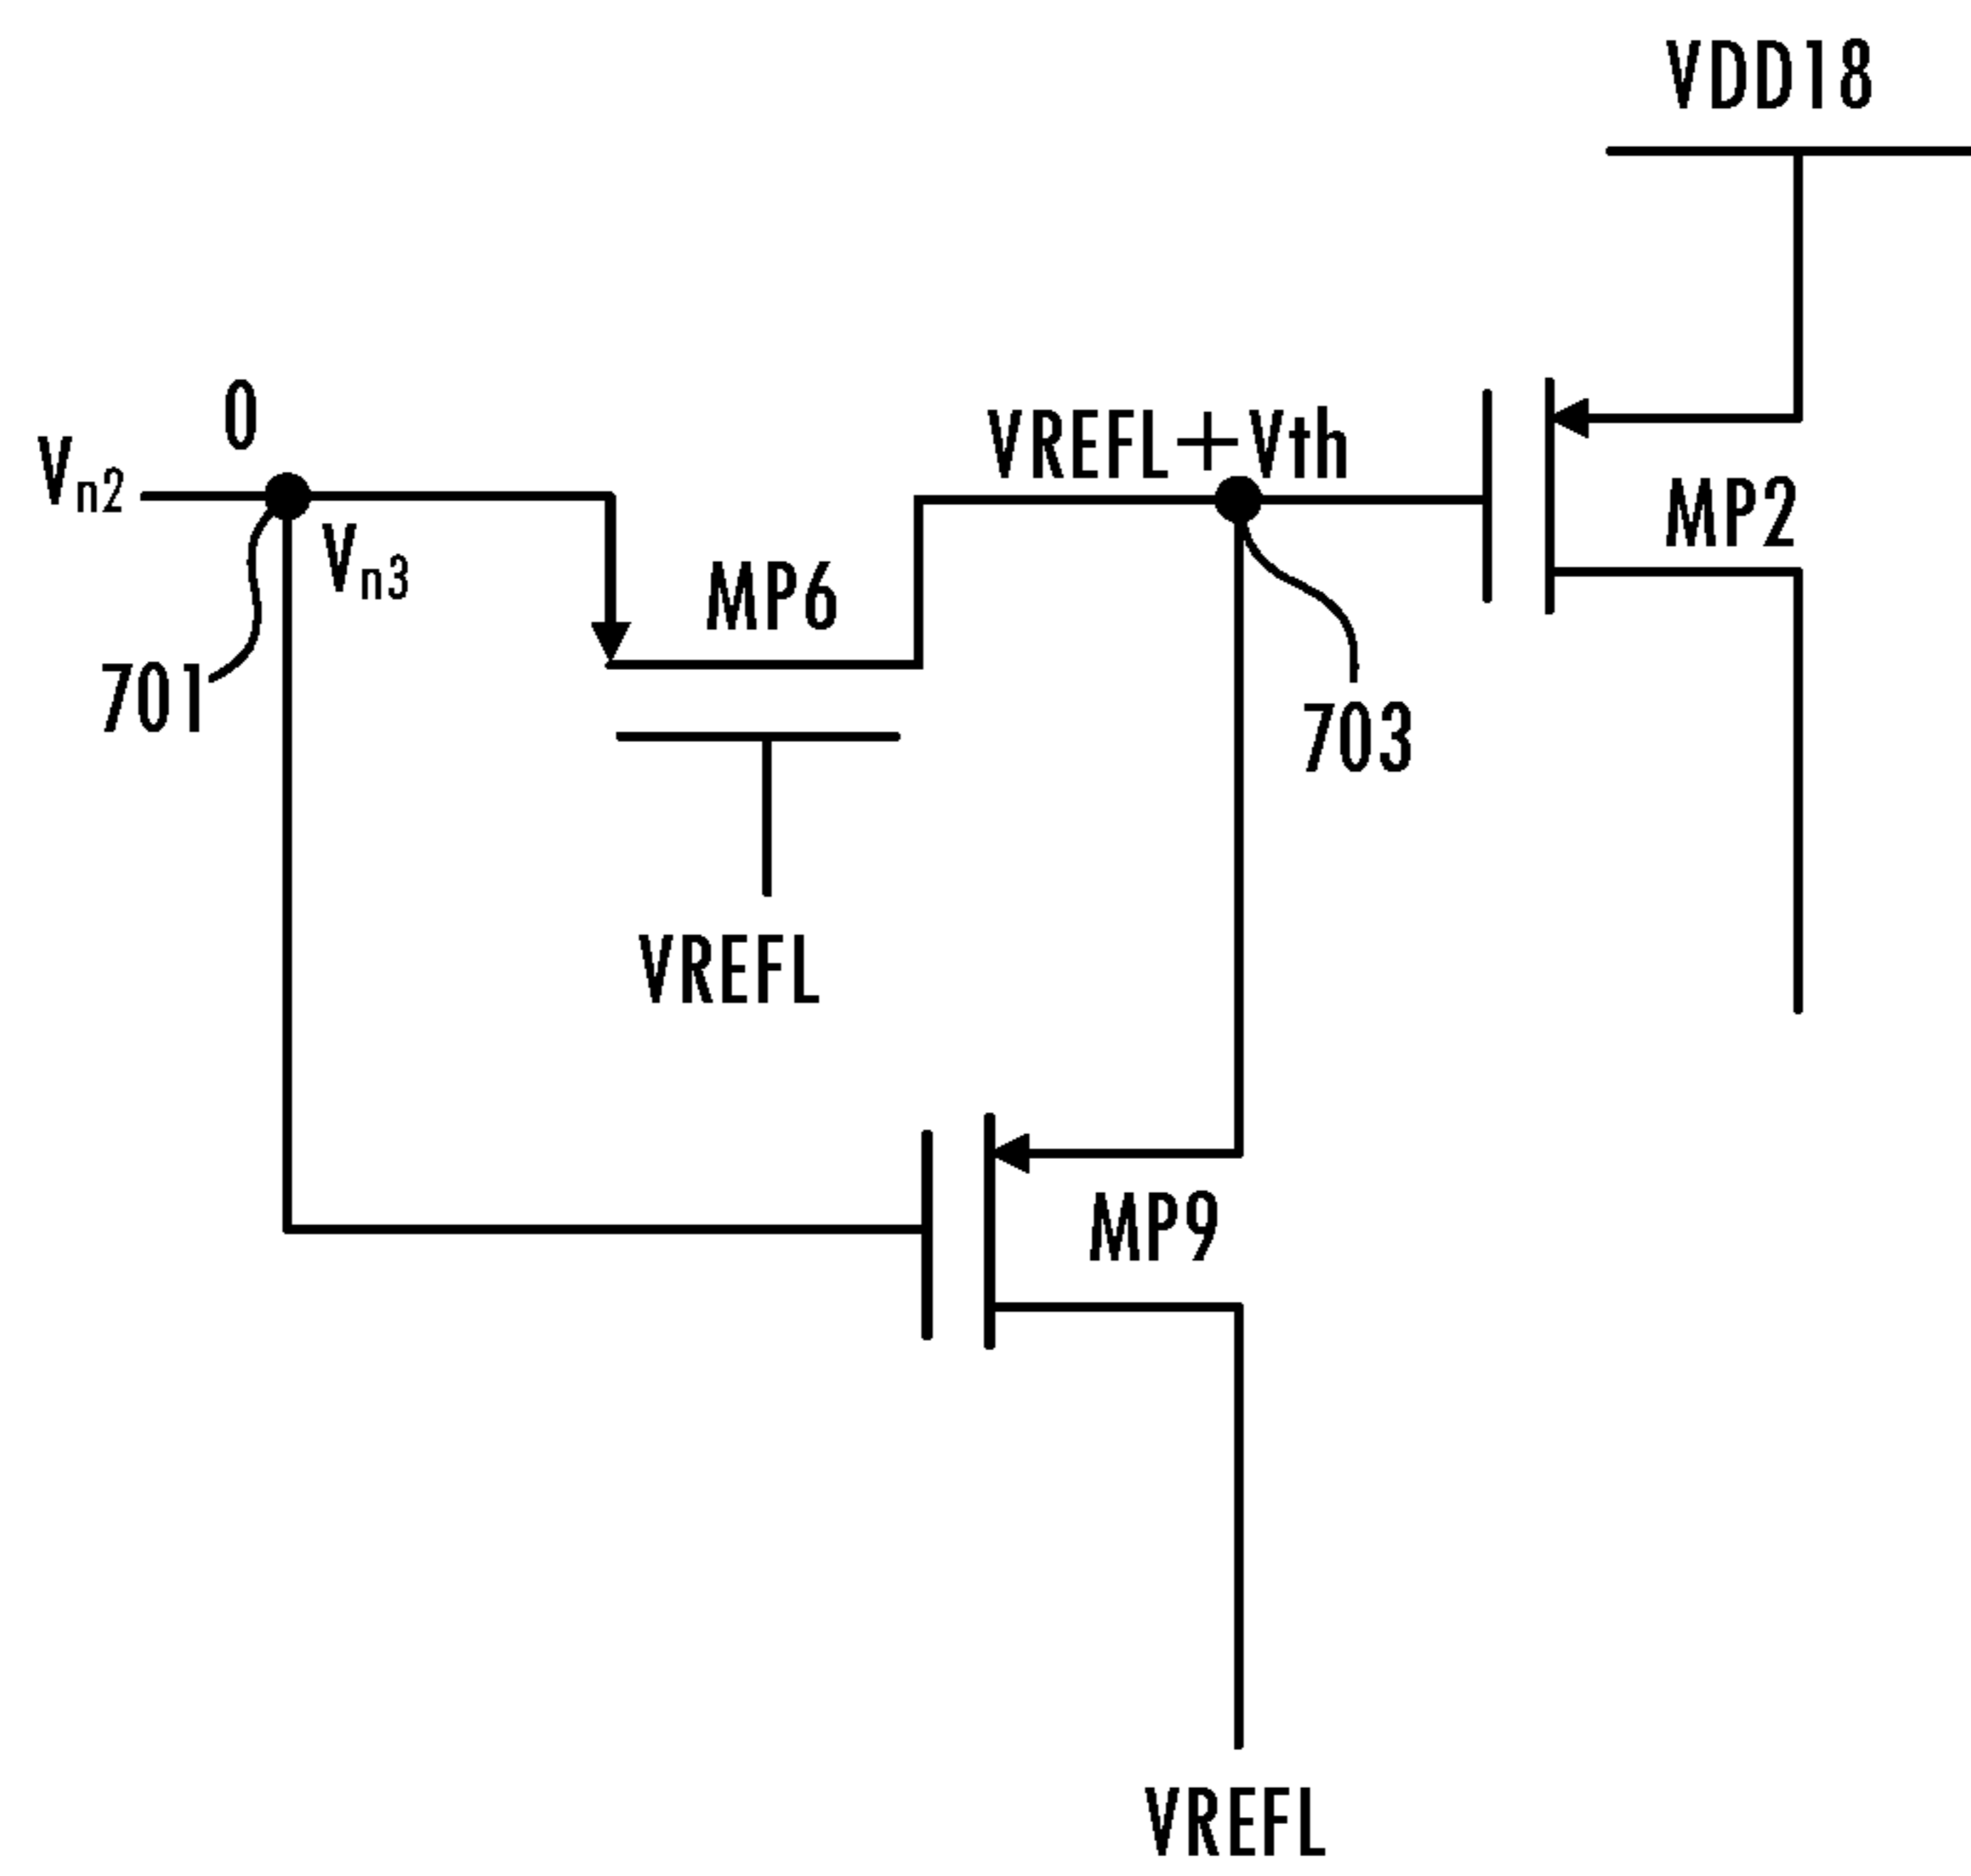 VDD18
0
Vn2
VREFL+Vth
MP2
Vn3
MP6
701
703
VREFL
MP9
VREFL